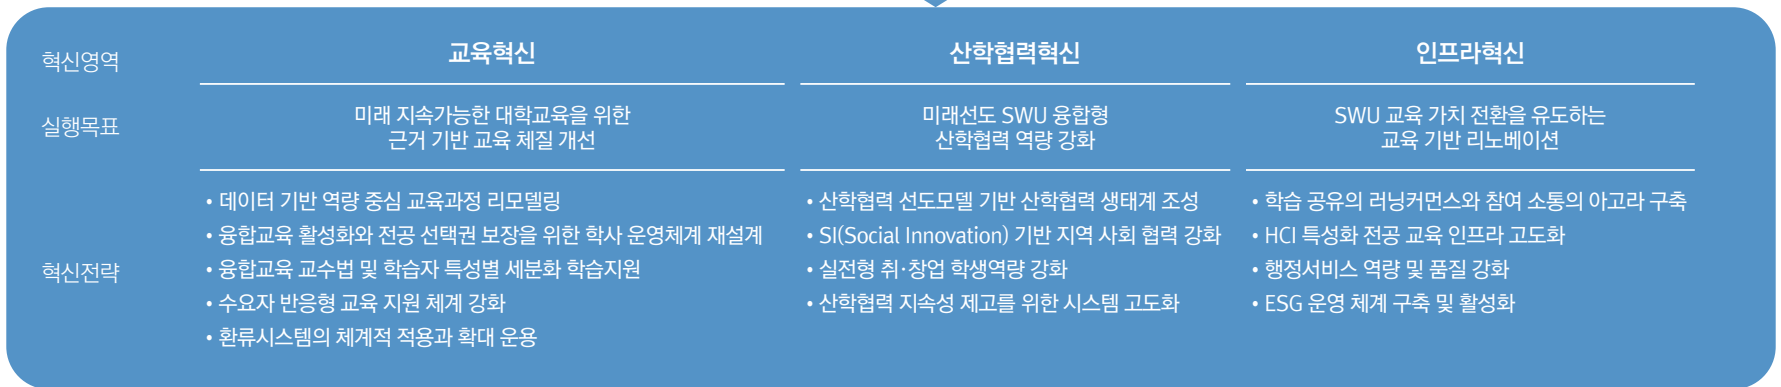 혁신영역
교육혁신
산학협력혁신
인프라혁신
실행목표
미래 지속가능한 대학교육을 위한
근거 기반 교육 체질 개선
미래선도 SWU 융합형
산학협력 역량 강화
SWU 교육 가치 전환을 유도하는
교육 기반 리노베이션
혁신전략
• 데이터 기반 역량 중심 교육과정 리모델링
• 융합교육 활성화와 전공 선택권 보장을 위한 학사 운영체계 재설계
• 융합교육 교수법 및 학습자 특성별 세분화 학습지원
• 수요자 반응형 교육 지원 체계 강화
• 환류시스템의 체계적 적용과 확대 운용
• 산학협력 선도모델 기반 산학협력 생태계 조성
• SI(Social Innovation) 기반 지역 사회 협력 강화
• 실전형 취·창업 학생역량 강화
• 산학협력 지속성 제고를 위한 시스템 고도화
• 학습 공유의 러닝커먼스와 참여 소통의 아고라 구축
• HCI 특성화 전공 교육 인프라 고도화
• 행정서비스 역량 및 품질 강화
• ESG 운영 체계 구축 및 활성화